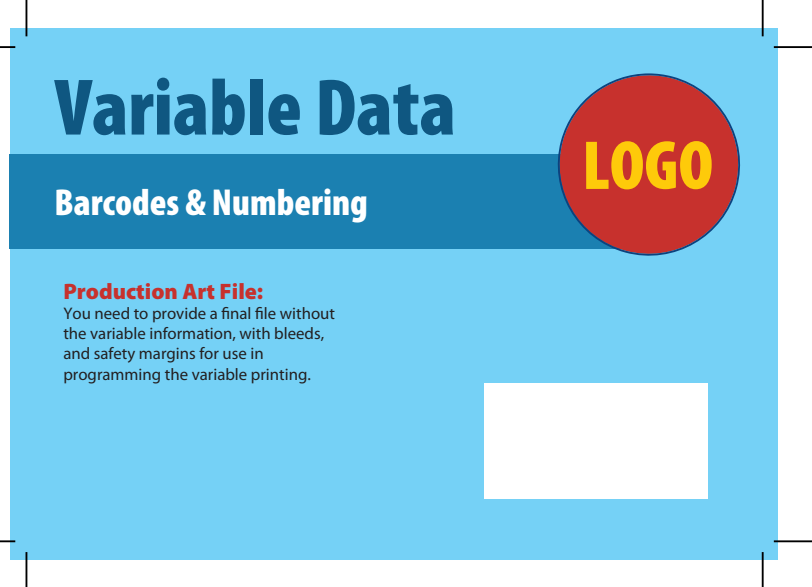 Variable Data
LOGO
Barcodes & Numbering
Production Art File:
You need to provide a final file without
the variable information, with bleeds,
and safety margins for use in
programming the variable printing.